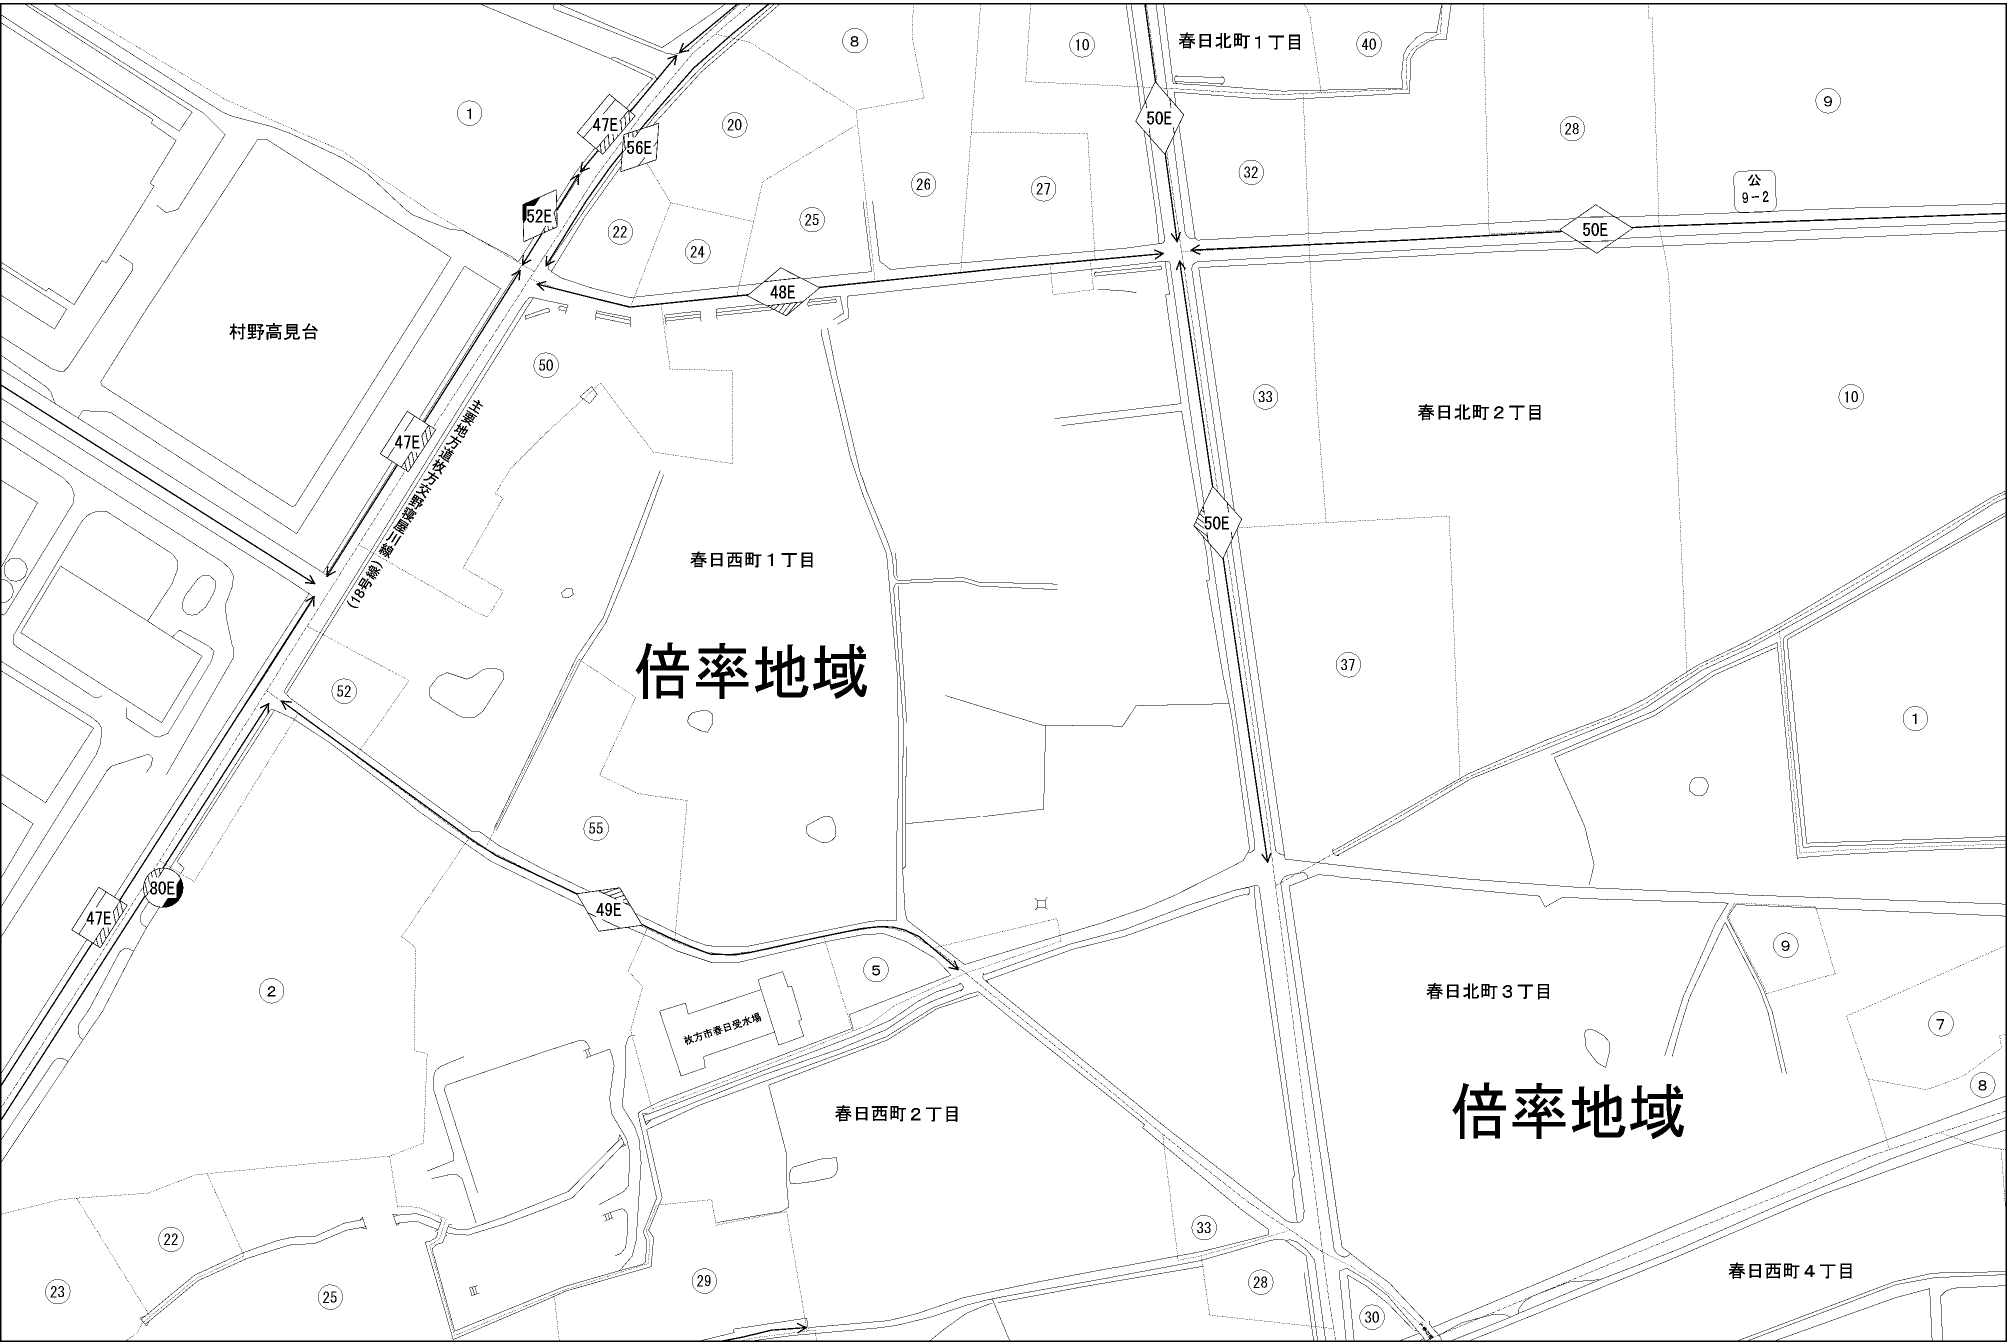 8
10
春日北町1丁目
40
1
47E
20
50E
9
28
56E
26
27
32
公
9-2
52E
22
25
24
50E
48E
村野高見台
50
33
春日北町2丁目
10
47E
主要地方道枚方交野寝屋川線
(18号線)
50E
春日西町1丁目
倍率地域
37
52
1
55
80E
47E
49E
9
2
5
春日北町3丁目
7
枚方市春日受水場
8
倍率地域
春日西町2丁目
22
33
23
25
29
28
春日西町4丁目
30